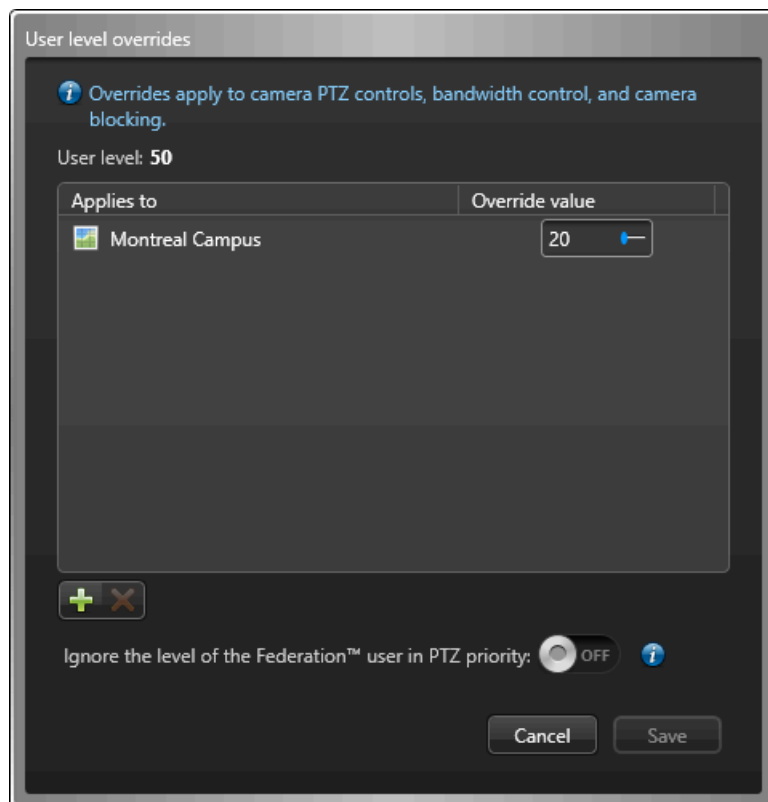 User level overrides
Overrides apply to camera PTZ controls, bandwidth control, and camera
blocking.
User level: 50
Applies to Override value
Montreal Campus 20
Ignore the level of the Federation™ user in PTZ priority: OFF
Cancel Save